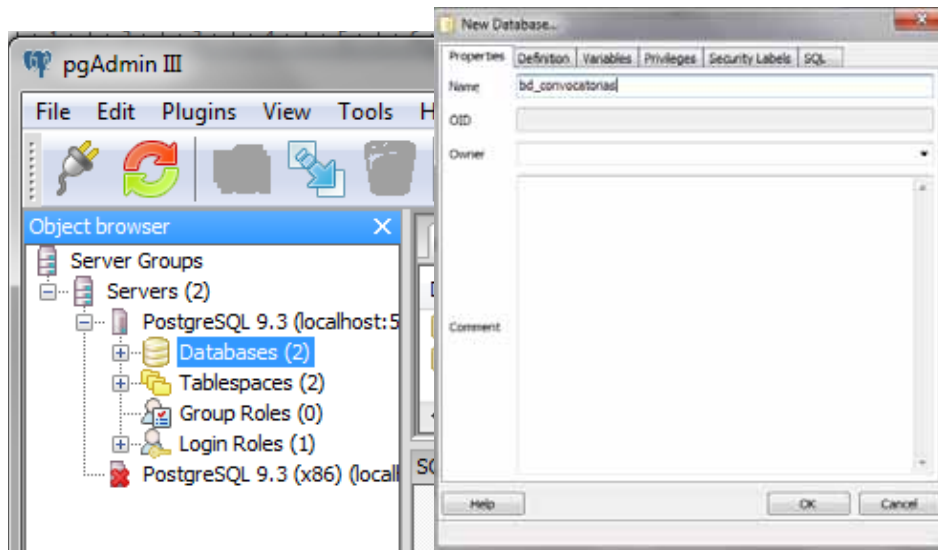 pgAdmin III
File Edit Plugins View Tools H
Object browser
Server Groups
Servers (2)
PostgreSQL 9.3 (localhost:5
Databases (2)
Tablespaces (2)
Group Roles (0)
Login Roles (1)
PostgreSQL 9.3 (x86) (local
New Database...
Properties Definition Variables Privileges Security Labels SQL
Name bd_convocatorias
OID
Owner
Comment
Help OK Cancel